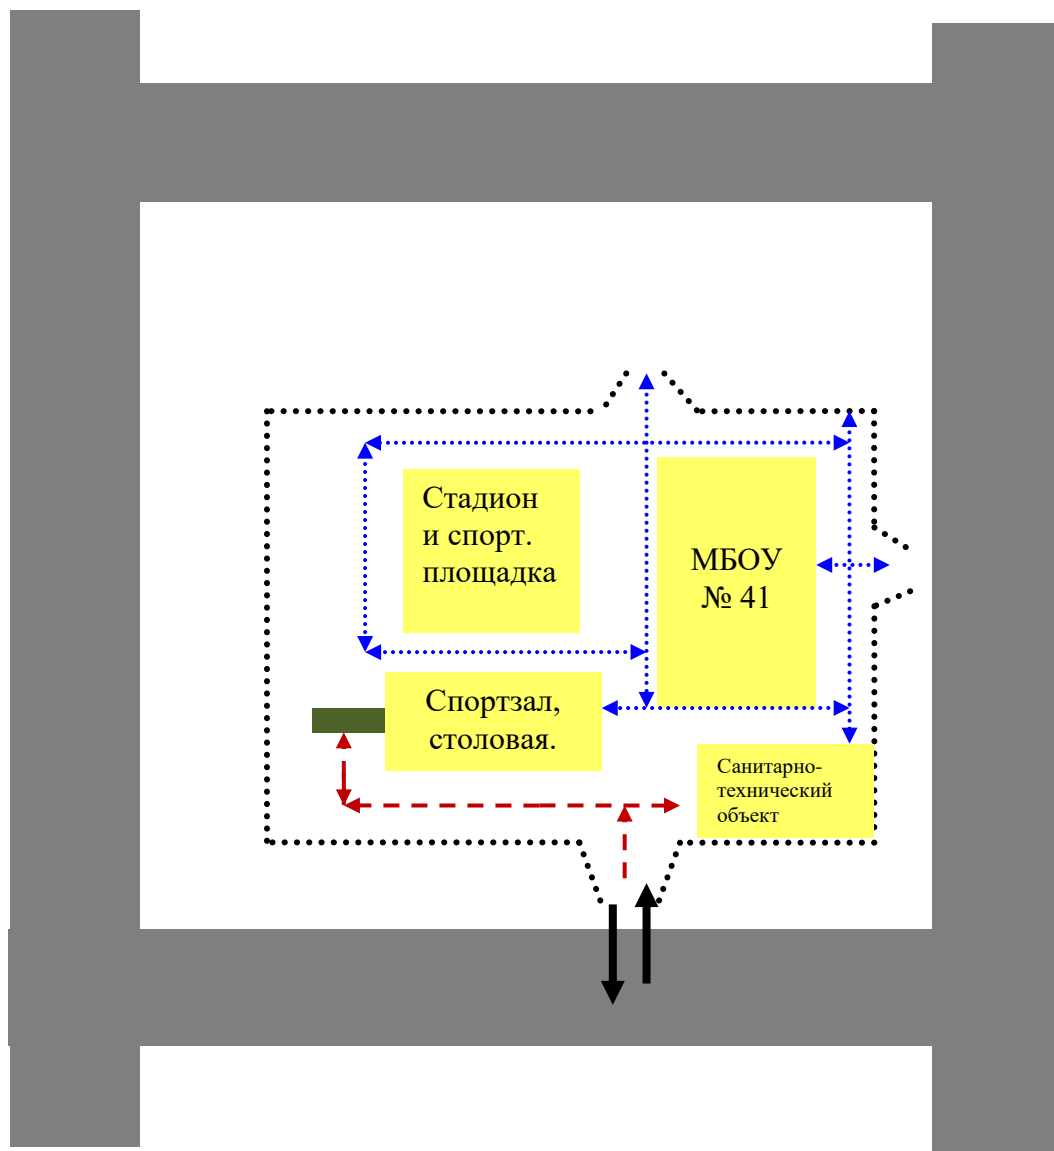 Стадион
и спорт.
площадка
МБОУ
№ 41
Спортзал,
столовая.
Санитарно-
технический
объект